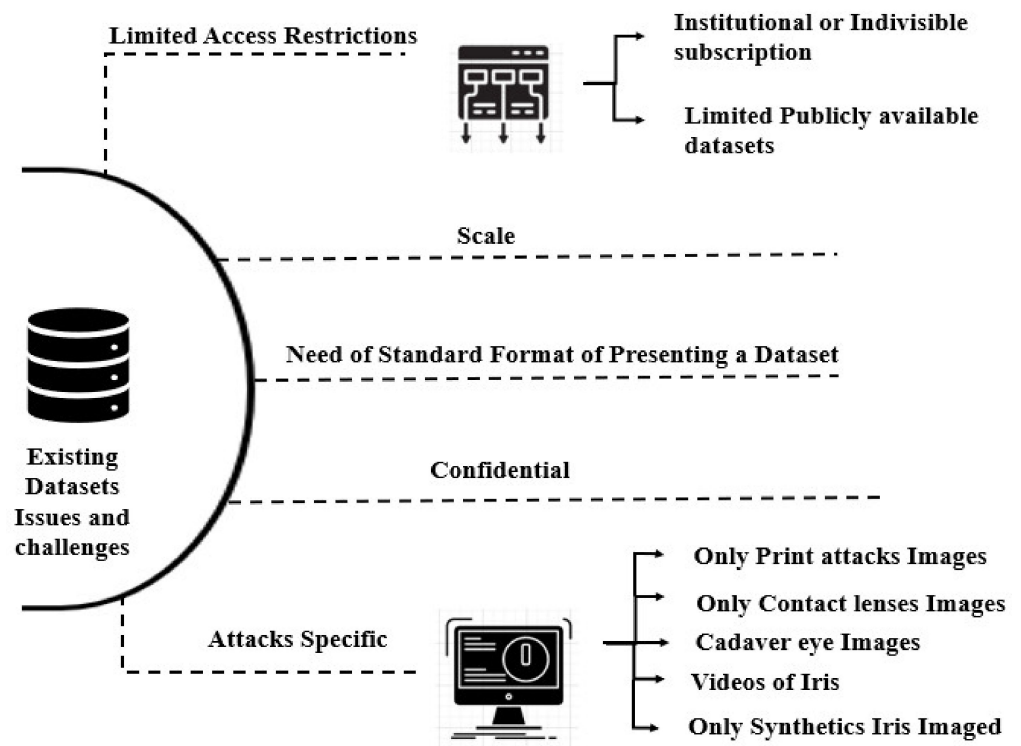 Limited Access Restrictions
Institutional or Indivisible
subscription
Limited Publicly available
datasets
Scale
Need of Standard Format of Presenting a Dataset
Existing
Datasets
Issues and
challenges
Confidential
Attacks Specific
Only Print attacks Images
Only Contact lenses Images
Cadaver eye Images
Videos of Iris
Only Synthetics Iris Imaged